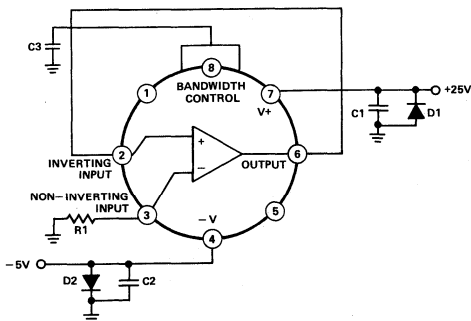 C3
8
BANDWIDTH
CONTROL
1
7
V+
+25V
C1
D1
2
+
−
INVERTING
INPUT
OUTPUT
6
NON-INVERTING
INPUT
3
R1
5
−V
4
−5V
D2
C2